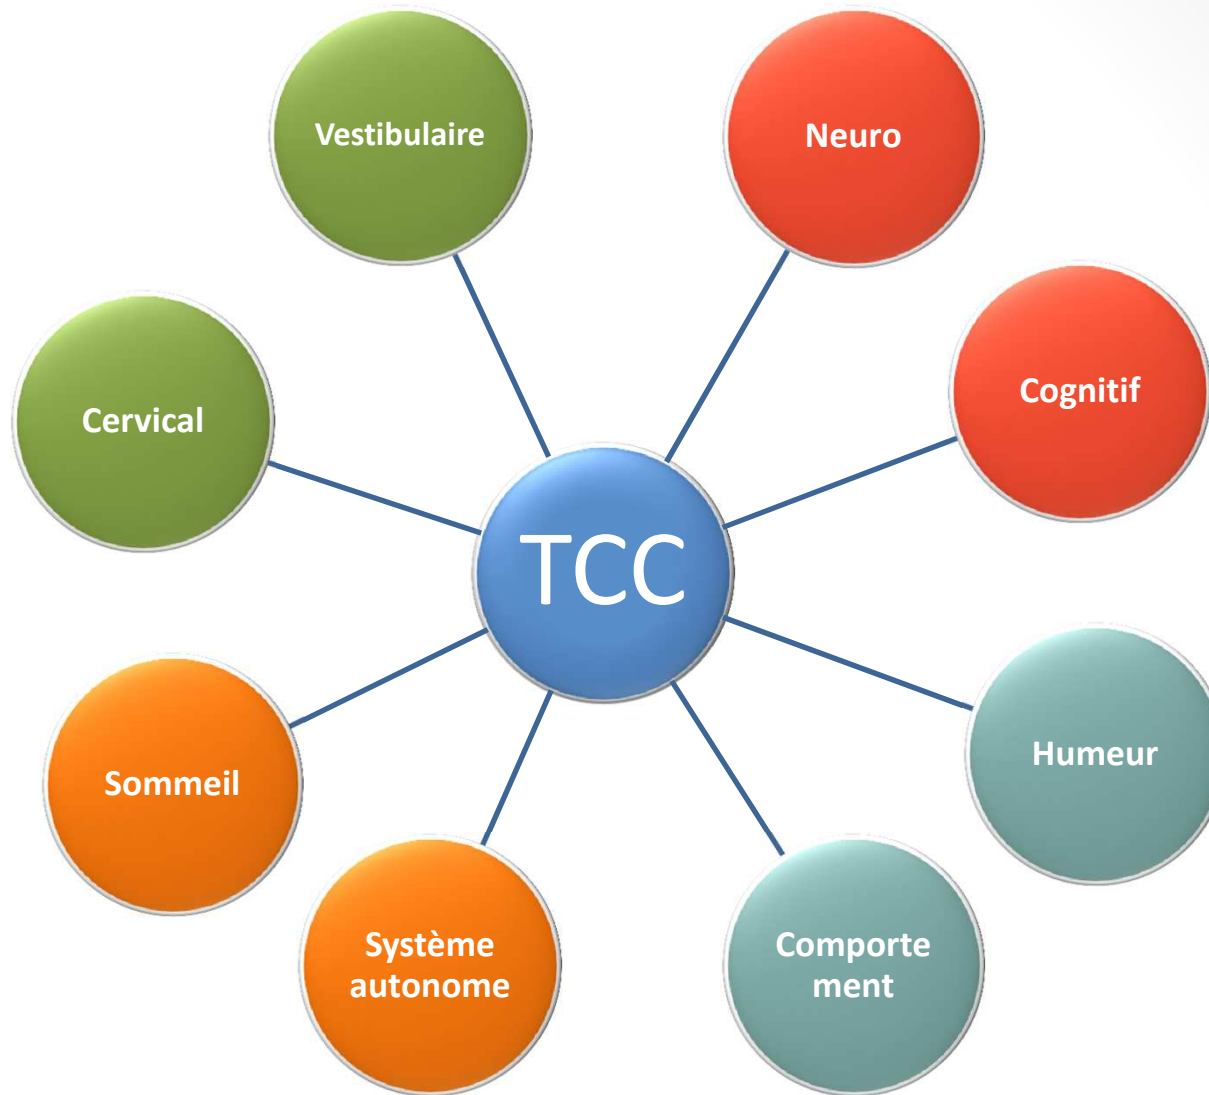 Vestibulaire
Neuro
Cognitif
Cervical
TCC
Humeur
Sommeil
Système
autonome
Comporte
ment